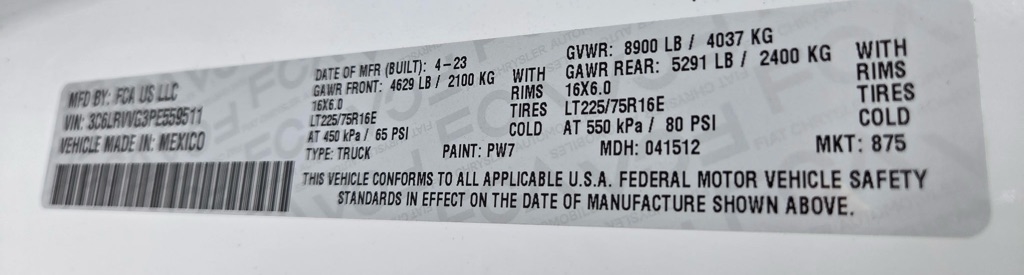 MFD BY: FCA US LLC
VIN: 3C6LRVVG3PE559511
VEHICLE MADE IN: MEXICO
DATE OF MFR (BUILT): 4-23
GAWR FRONT: 4629 LB / 2100 KG WITH
16X6.0 RIMS
LT225/75R16E TIRES
AT 450 kPa / 65 PSI COLD
GVWR: 8900 LB / 4037 KG
GAWR REAR: 5291 LB / 2400 KG WITH
16X6.0 RIMS
LT225/75R16E TIRES
AT 550 kPa / 80 PSI COLD
TYPE: TRUCK PAINT: PW7 MDH: 041512 MKT: 875
THIS VEHICLE CONFORMS TO ALL APPLICABLE U.S.A. FEDERAL MOTOR VEHICLE SAFETY
STANDARDS IN EFFECT ON THE DATE OF MANUFACTURE SHOWN ABOVE.